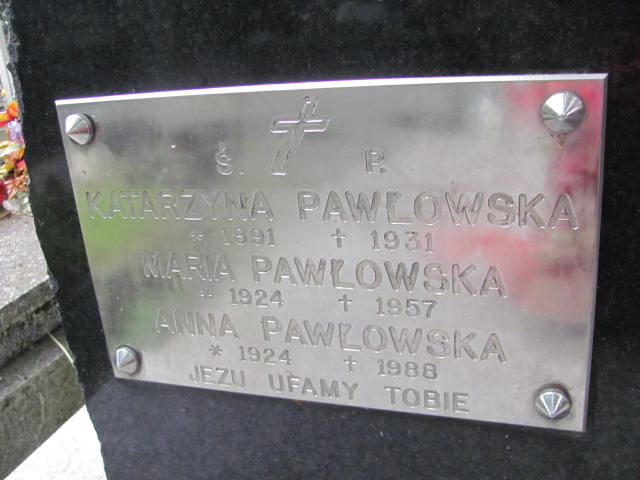 Ś. P.
KATARZYNA PAWŁOWSKA
* 1891 † 1931
MARIA PAWŁOWSKA
* 1924 † 1957
ANNA PAWŁOWSKA
* 1924 † 1988
JEZU UFAMY TOBIE